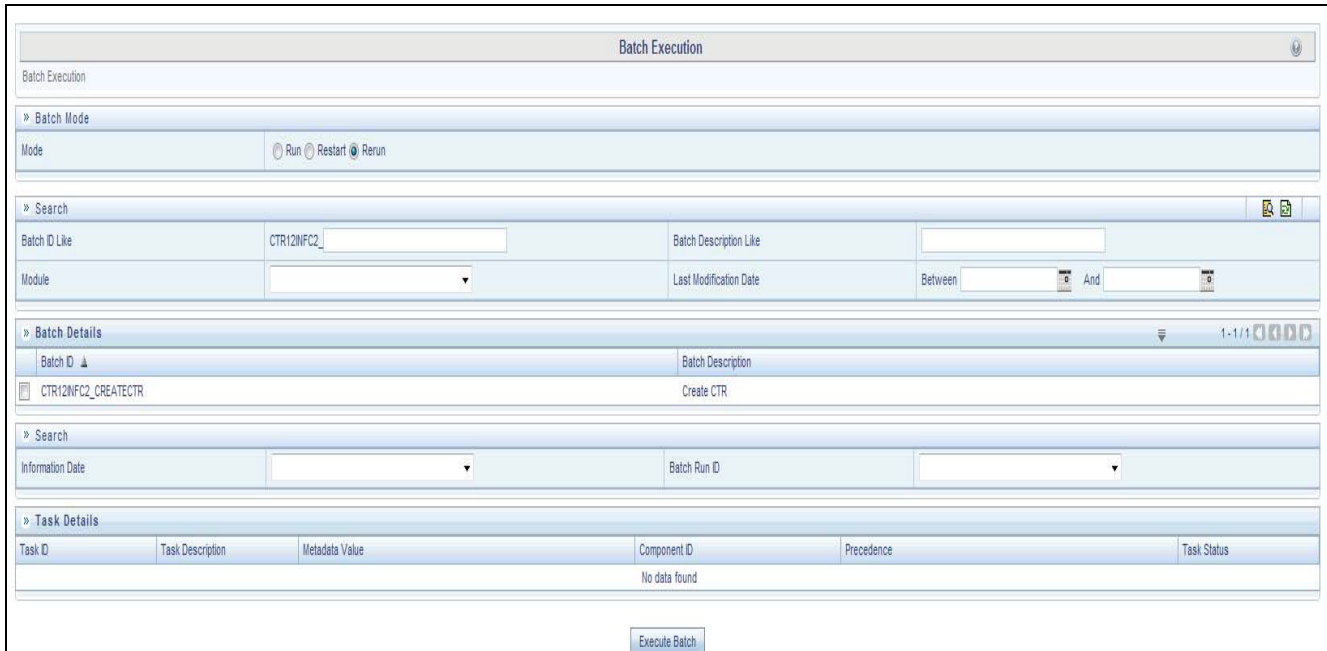 Batch Execution
Batch Execution
» Batch Mode
Mode Run Restart Rerun
» Search
Batch ID Like CTR12INFC2_ Batch Description Like
Module Last Modification Date Between And
» Batch Details 1 - 1 / 1
Batch ID Batch Description
CTR12INFC2_CREATECTR Create CTR
» Search
Information Date Batch Run ID
» Task Details
Task ID Task Description Metadata Value Component ID Precedence Task Status
No data found
Execute Batch